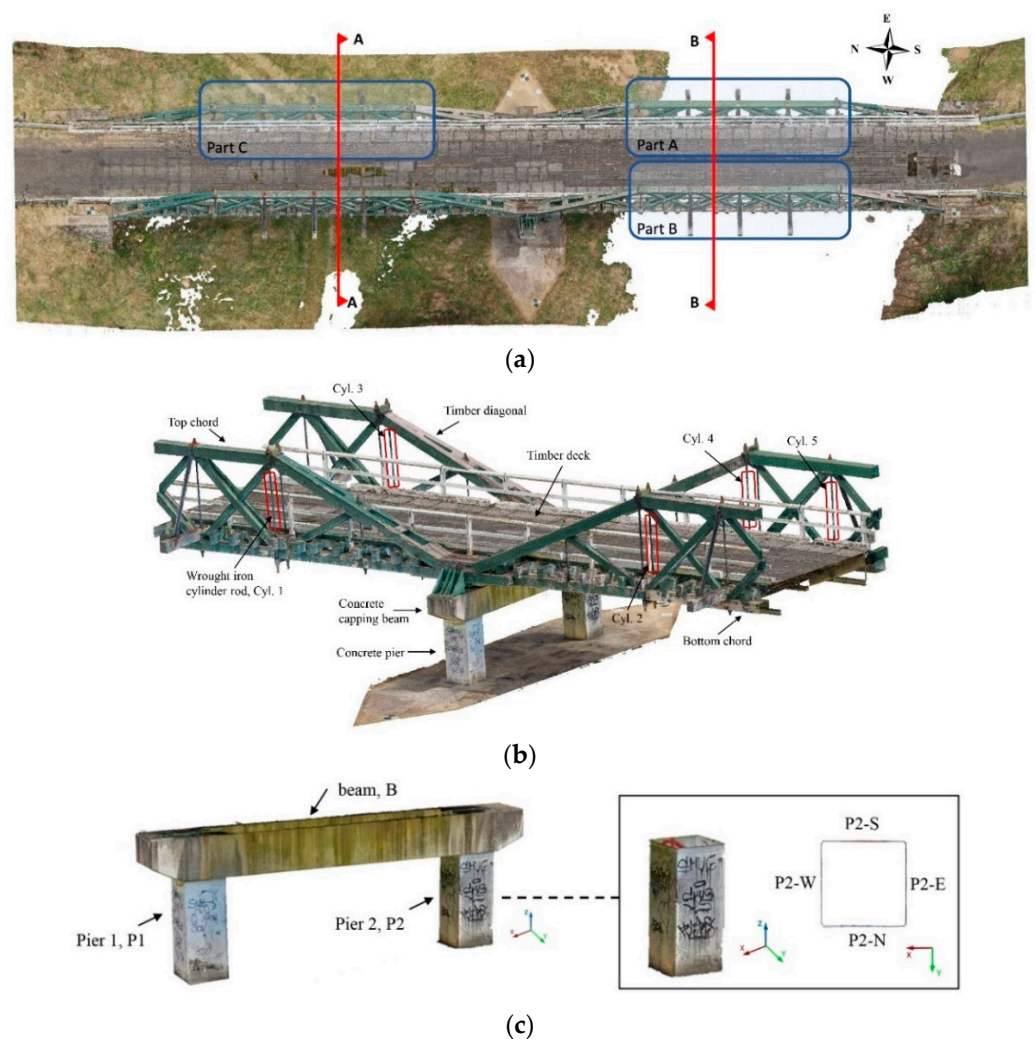 A
B
E
N
S
W
Part C
Part A
Part B
A
B
(a)
Cyl. 3
Timber diagonal
Top chord
Cyl. 4
Cyl. 5
Timber deck
Wrought iron
cylinder rod, Cyl. 1
Concrete
capping beam
Cyl. 2
Concrete pier
Bottom chord
(b)
beam, B
P2-S
P2-W
P2-E
Pier 1, P1
Pier 2, P2
P2-N
z
x
y
z
x
y
x
y
(c)